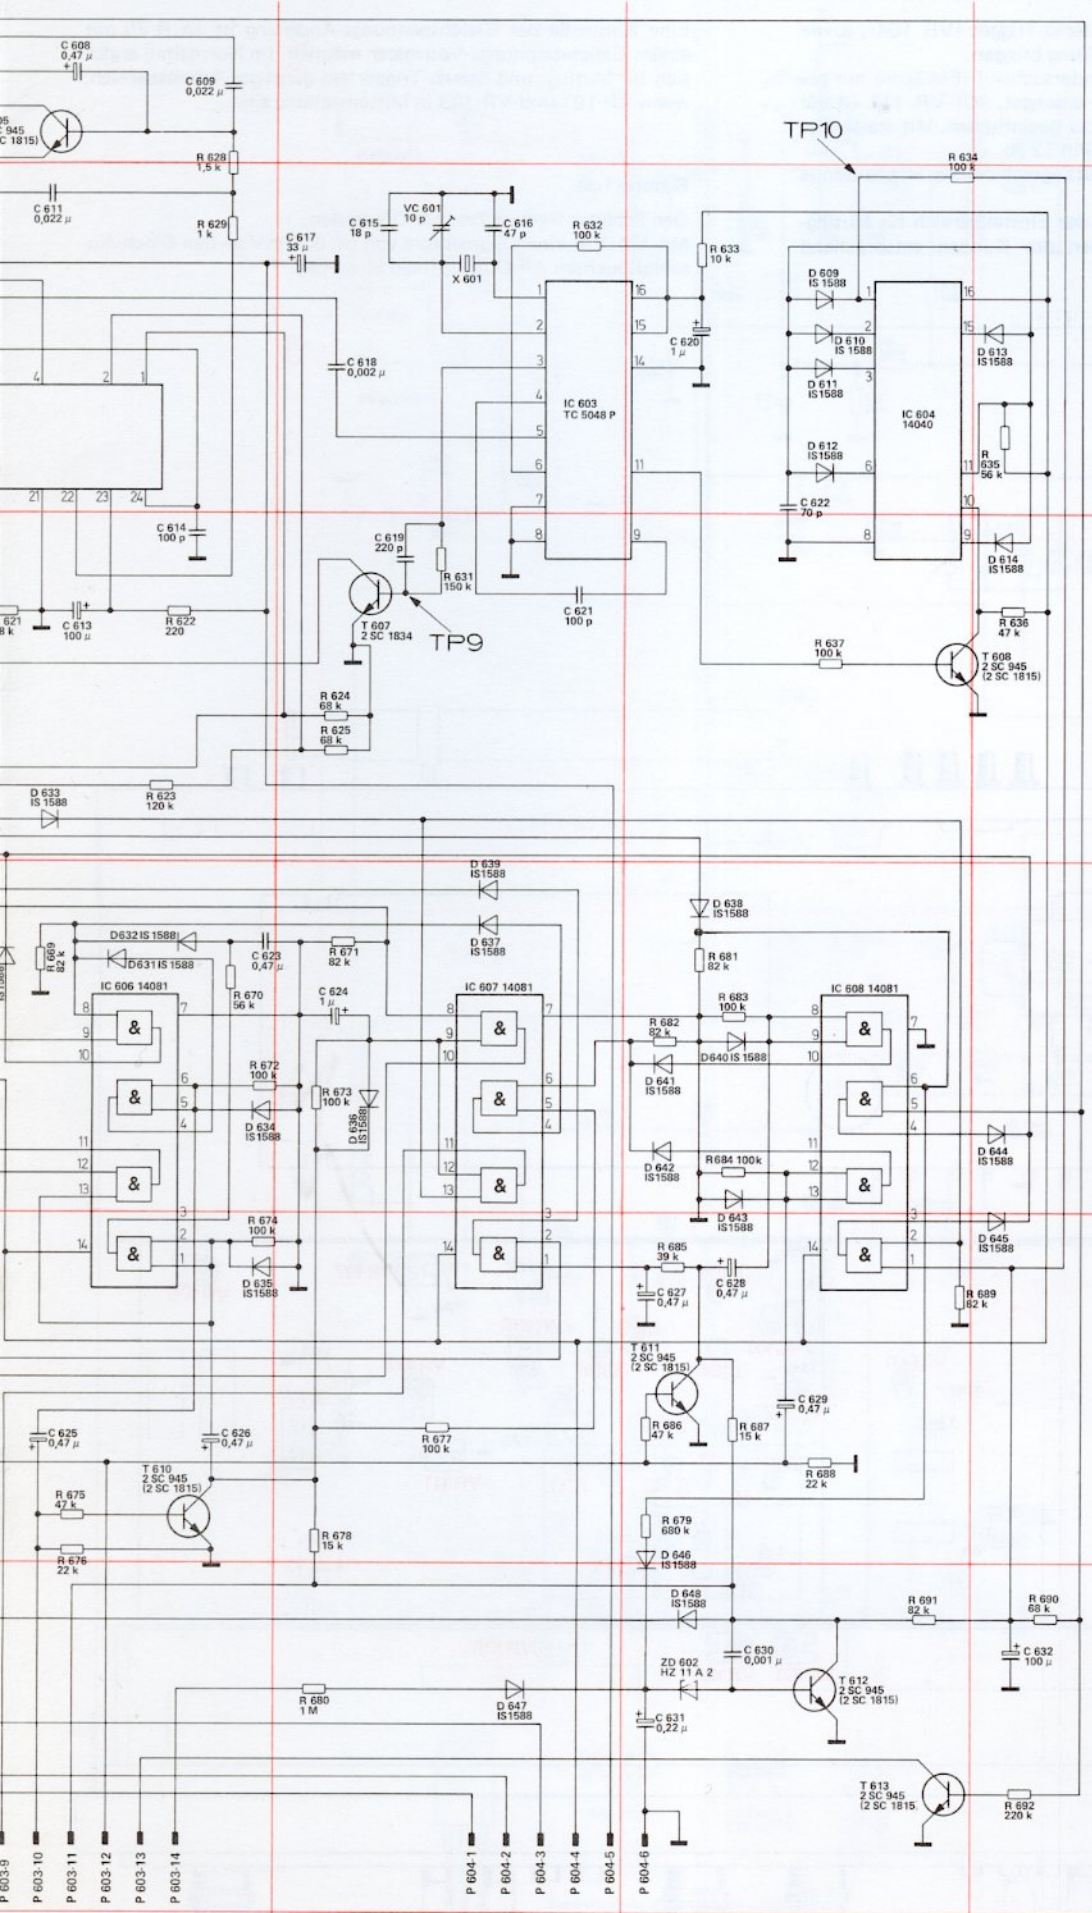 C 608
0,47 µ
C 609
0,022 µ
945
C 1815)
R 628
1,5 k
C 611
0,022 µ
R 629
1 k
C 617
33 µ
+
C 615
18 p
VC 601
10 p
C 616
47 p
X 601
R 632
100 k
R 633
10 k
C 620
1 µ
TP10
R 634
100 k
D 609
IS 1588
D 610
IS 1588
D 611
IS1588
D 612
IS1588
C 622
70 p
1
2
3
6
8
IC 604
14040
16
15
11
10
9
D 613
IS1588
R
635
56 k
D 614
IS1588
C 618
0,002 µ
1
2
3
4
5
6
7
8
IC 603
TC 5048 P
16
15
14
11
9
4
2
1
21
22
23
24
C 614
100 p
C 619
220 p
R 631
150 k
C 621
100 p
621
8 k
C 613
100 µ
R 622
220
T 607
2 SC 1834
TP9
R 636
47 k
R 637
100 k
T 608
2 SC 945
(2 SC 1815)
R 624
68 k
R 625
68 k
D 633
IS 1588
R 623
120 k
D 639
IS1588
D 637
IS1588
D 638
IS1588
R 681
82 k
R 669
82 k
D632 IS 1588
D631 IS 1588
C 623
0,47 µ
R 671
82 k
R 670
56 k
C 624
1 µ
IC 606 14081
IC 607 14081
IC 608 14081
R 683
100 k
R 682
82 k
D640 IS 1588
D 641
IS1588
8
9
10
11
12
13
14
7
6
5
4
3
2
1
&
&
&
&
R 672
100 k
D 634
IS1588
R 673
100 k
D 636
IS1588
8
9
10
11
12
13
14
7
6
5
4
3
2
1
&
&
&
&
D 642
IS1588
R684 100k
D 643
IS1588
8
9
10
11
12
13
14
7
6
5
4
3
2
1
&
&
&
&
D 644
IS1588
D 645
IS1588
R 674
100 k
D 635
IS1588
R 685
39 k
C 627
0,47 µ
C 628
0,47 µ
R 689
82 k
T 611
2 SC 945
(2 SC 1815)
C 629
0,47 µ
R 686
47 k
R 687
15 k
R 688
22 k
C 625
0,47 µ
C 626
0,47 µ
R 677
100 k
T 610
2 SC 945
(2 SC 1815)
R 675
47 k
R 676
22 k
R 678
15 k
R 679
680 k
D 646
IS1588
D 648
IS1588
R 691
82 k
R 690
68 k
C 630
0,001 µ
C 632
100 µ
ZD 602
HZ 11 A 2
T 612
2 SC 945
(2 SC 1815)
R 680
1 M
D 647
IS1588
C 631
0,22 µ
T 613
2 SC 945
(2 SC 1815
R 692
220 k
P 603-9
P 603-10
P 603-11
P 603-12
P 603-13
P 603-14
P 604-1
P 604-2
P 604-3
P 604-4
P 604-5
P 604-6